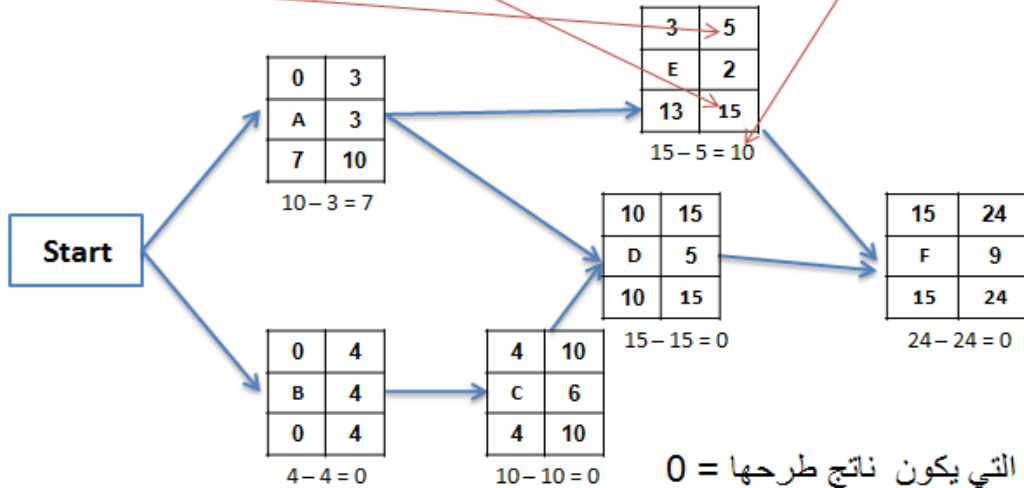 3 5
E 2
13 15
15 – 5 = 10
0 3
A 3
7 10
10 – 3 = 7
Start
10 15
D 5
10 15
15 – 15 = 0
15 24
F 9
15 24
24 – 24 = 0
0 4
B 4
0 4
4 – 4 = 0
4 10
C 6
4 10
10 – 10 = 0
التي يكون ناتج طرحها = 0